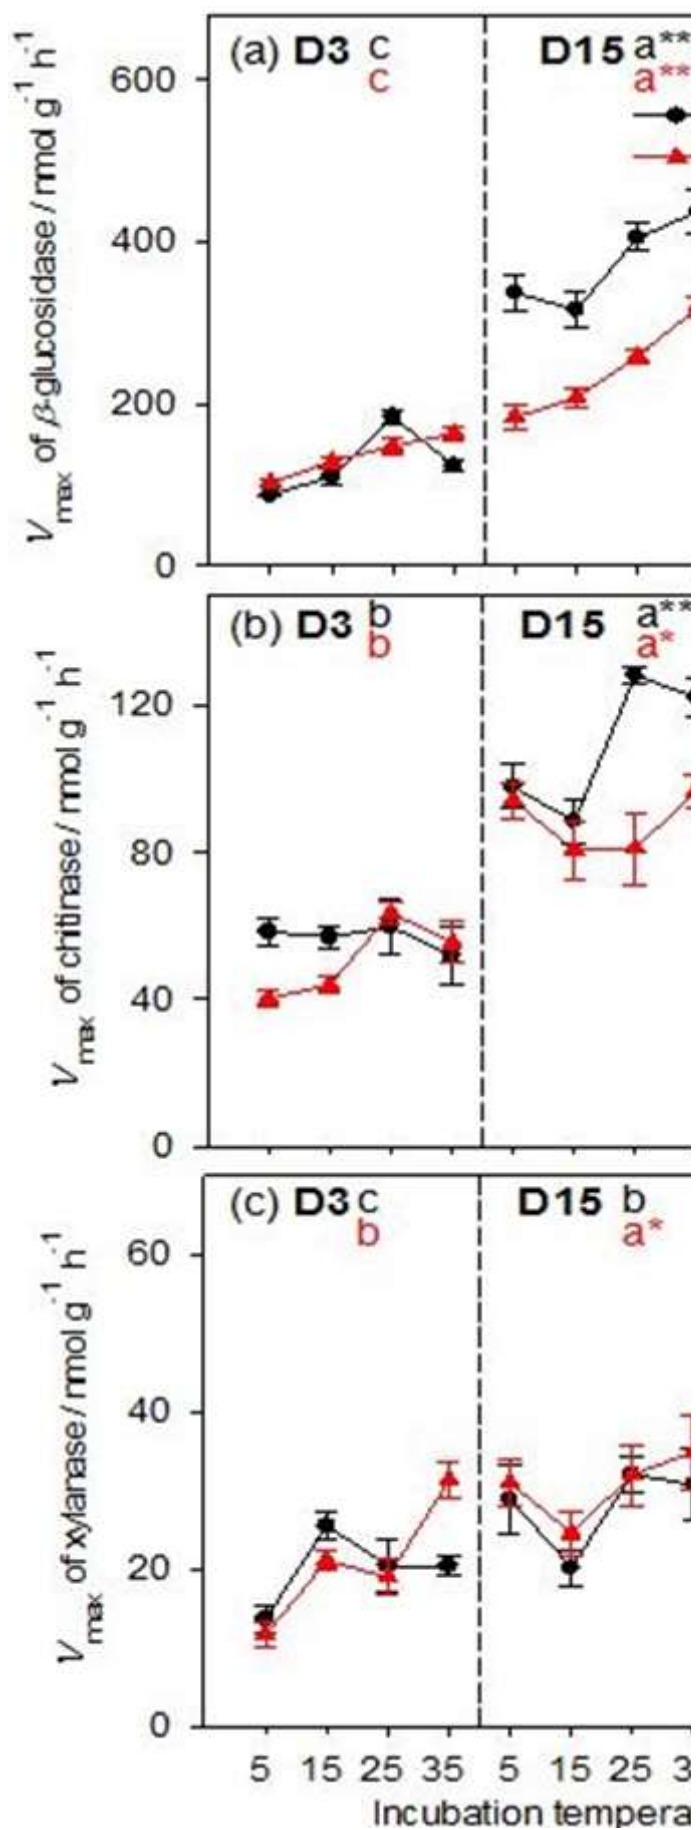 (a) D3 c D15 a**
c a**
600
400
200
0
Vmax of β-glucosidase / nmol g-1 h-1
(b) D3 b D15 a**
b a*
120
80
40
0
Vmax of chitinase / nmol g-1 h-1
(c) D3 c D15 b
b a*
60
40
20
0
Vmax of xylanase / nmol g-1 h-1
5 15 25 35 5 15 25 3
Incubation tempera